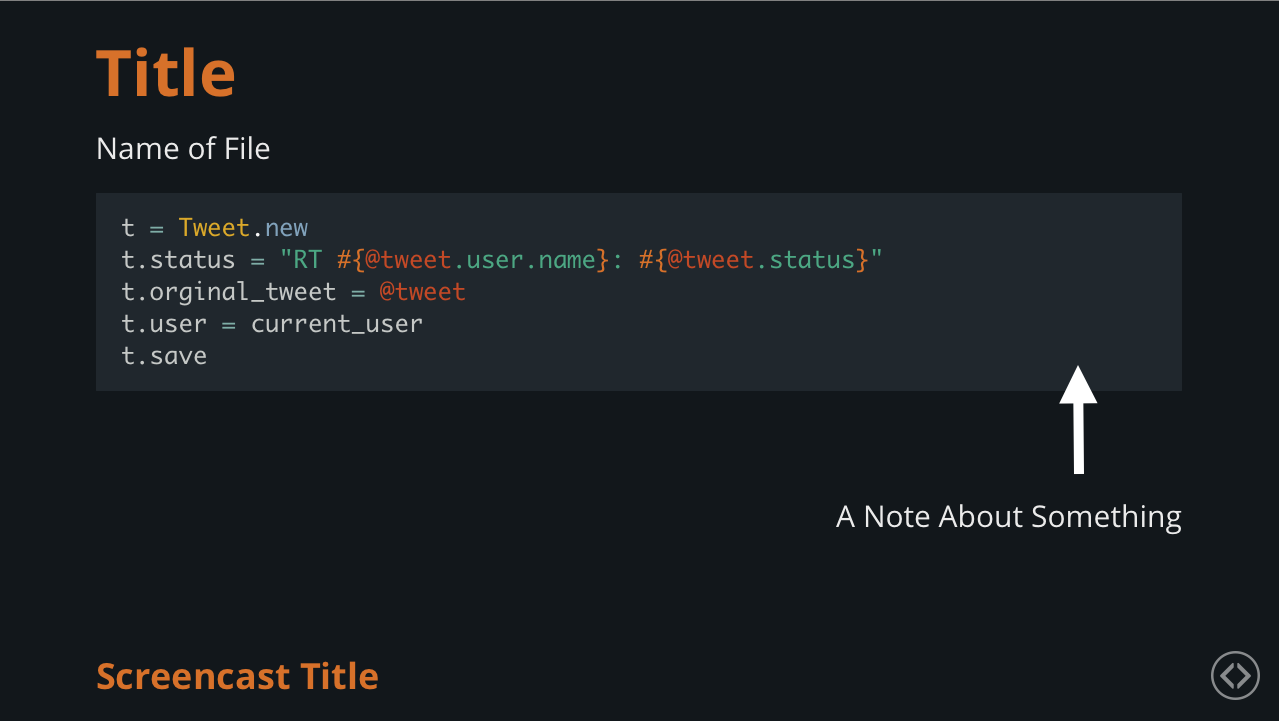 Title
Name of File
t = Tweet.new
t.status = "RT #{@tweet.user.name}: #{@tweet.status}"
t.orginal_tweet = @tweet
t.user = current_user
t.save
A Note About Something
Screencast Title